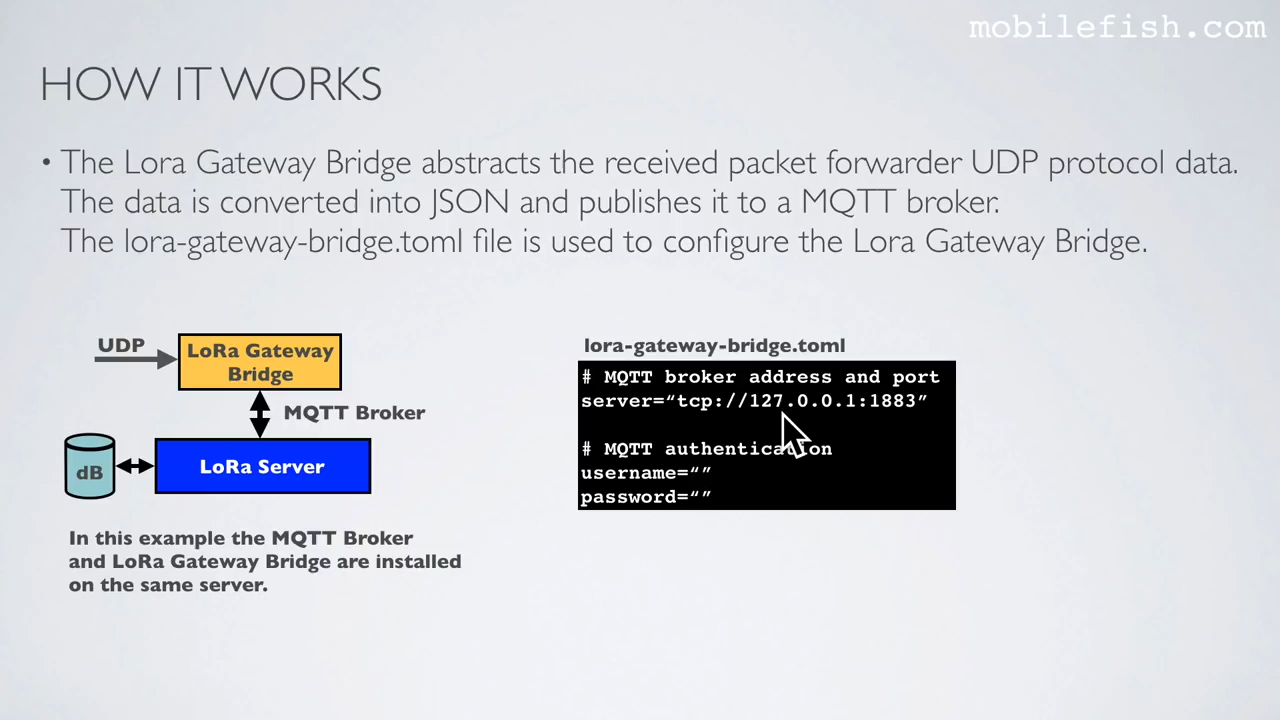 mobilefish.com
HOW IT WORKS
• The Lora Gateway Bridge abstracts the received packet forwarder UDP protocol data.
The data is converted into JSON and publishes it to a MQTT broker.
The lora-gateway-bridge.toml file is used to configure the Lora Gateway Bridge.
UDP
LoRa Gateway
Bridge
MQTT Broker
dB
LoRa Server
In this example the MQTT Broker
and LoRa Gateway Bridge are installed
on the same server.
lora-gateway-bridge.toml
# MQTT broker address and port
server=“tcp://127.0.0.1:1883”
# MQTT authentication
username=“”
password=“”